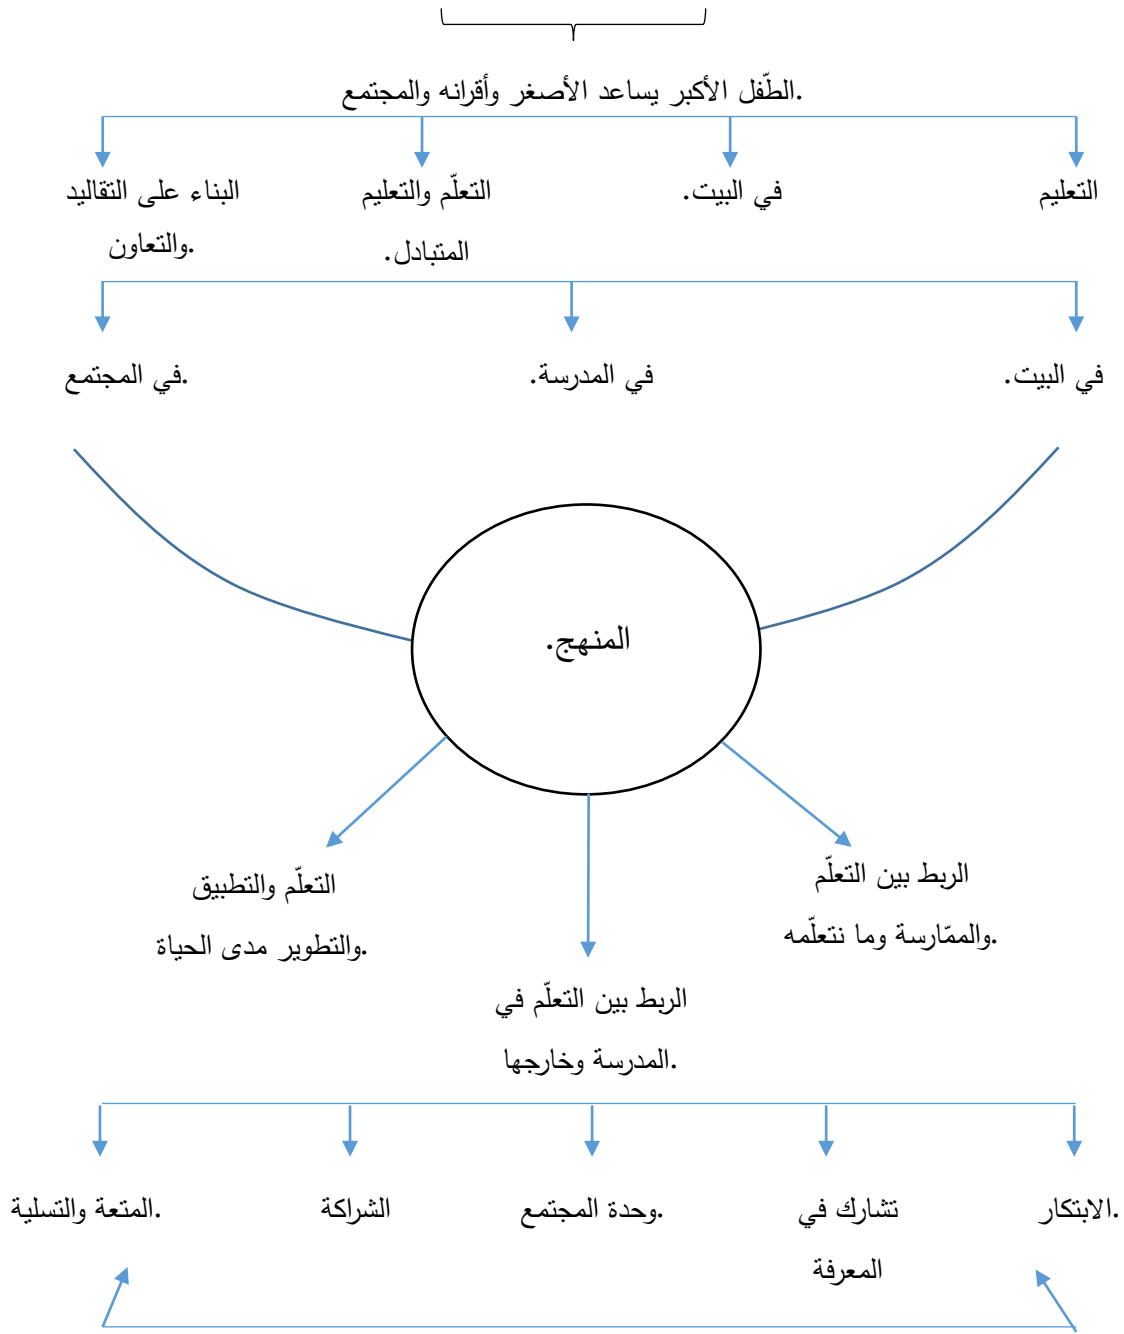 الطّفل الأكبر يساعد الأصغر وأقرانه والمجتمع.
التعليم
في البيت.
التعلّم والتعليم
المتبادل.
البناء على التقاليد
والتعاون.
في البيت.
في المدرسة.
في المجتمع.
المنهج.
الربط بين التعلّم
والممّارسة وما نتعلّمه.
التعلّم والتطبيق
والتطوير مدى الحياة.
الربط بين التعلّم في
المدرسة وخارجها.
الابتكار.
تشارك في
المعرفة
وحدة المجتمع.
الشراكة
المتعة والتسلية.